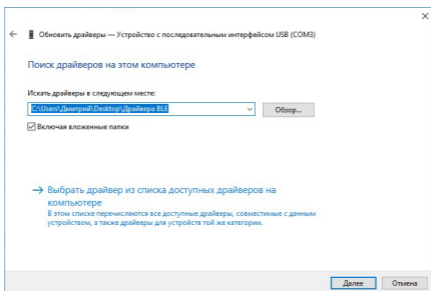 Обновить драйверы — Устройство с последовательным интерфейсом USB (COM3)
Поиск драйверов на этом компьютере
Искать драйверы в следующем месте:
C:\Users\Дмитрий\Desktop\Драйвера BLE
Обзор...
Включая вложенные папки
Выбрать драйвер из списка доступных драйверов на
компьютере
В этом списке перечисляются все доступные драйверы, совместимые с данным
устройством, а также драйверы для устройств той же категории.
Далее Отмена